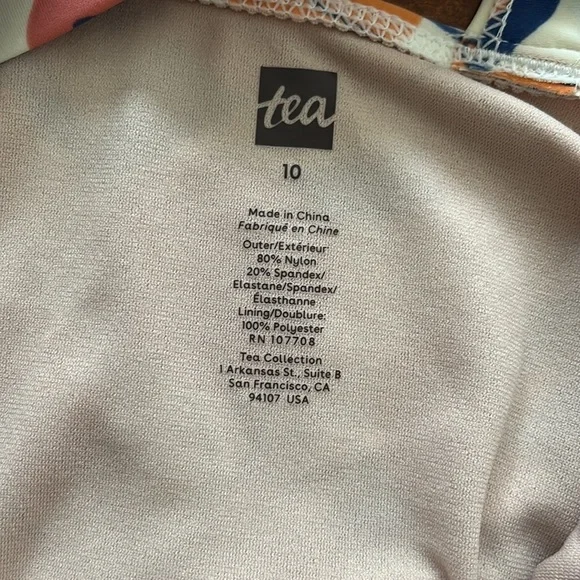 tea
10
Made in China
Fabriqué en Chine
Outer/Extérieur:
80% Nylon
20% Spandex/
Elastane/Spandex/
Élasthanne
Lining/Doublure:
100% Polyester
RN 107708
Tea Collection
1 Arkansas St., Suite B
San Francisco, CA
94107 USA